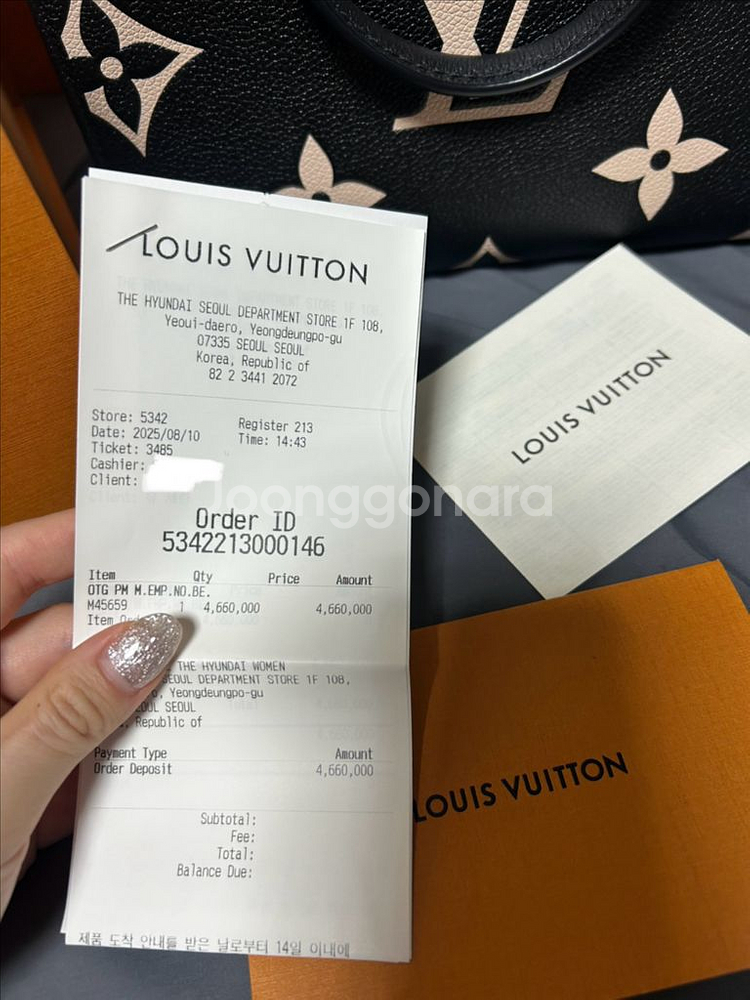 LOUIS VUITTON
THE HYUNDAI SEOUL DEPARTMENT STORE 1F 108,
Yeoui-daero, Yeongdeungpo-gu
07335 SEOUL SEOUL
Korea, Republic of
82 2 3441 2072
Store: 5342 Register 213
Date: 2025/08/10 Time: 14:43
Ticket: 3485
Cashier:
Client:
Joonggonara
Order ID
5342213000146
Item Qty Price Amount
OTG PM M.EMP.NO.BE.
M45659 1 4,660,000 4,660,000
Item
THE HYUNDAI WOMEN
SEOUL DEPARTMENT STORE 1F 108,
Yeongdeungpo-gu
SEOUL
Republic of
Payment Type Amount
Order Deposit 4,660,000
Subtotal:
Fee:
Total:
Balance Due:
제품 도착 안내를 받은 날로부터 14일 이내에
LOUIS VUITTON
LOUIS VUITTON